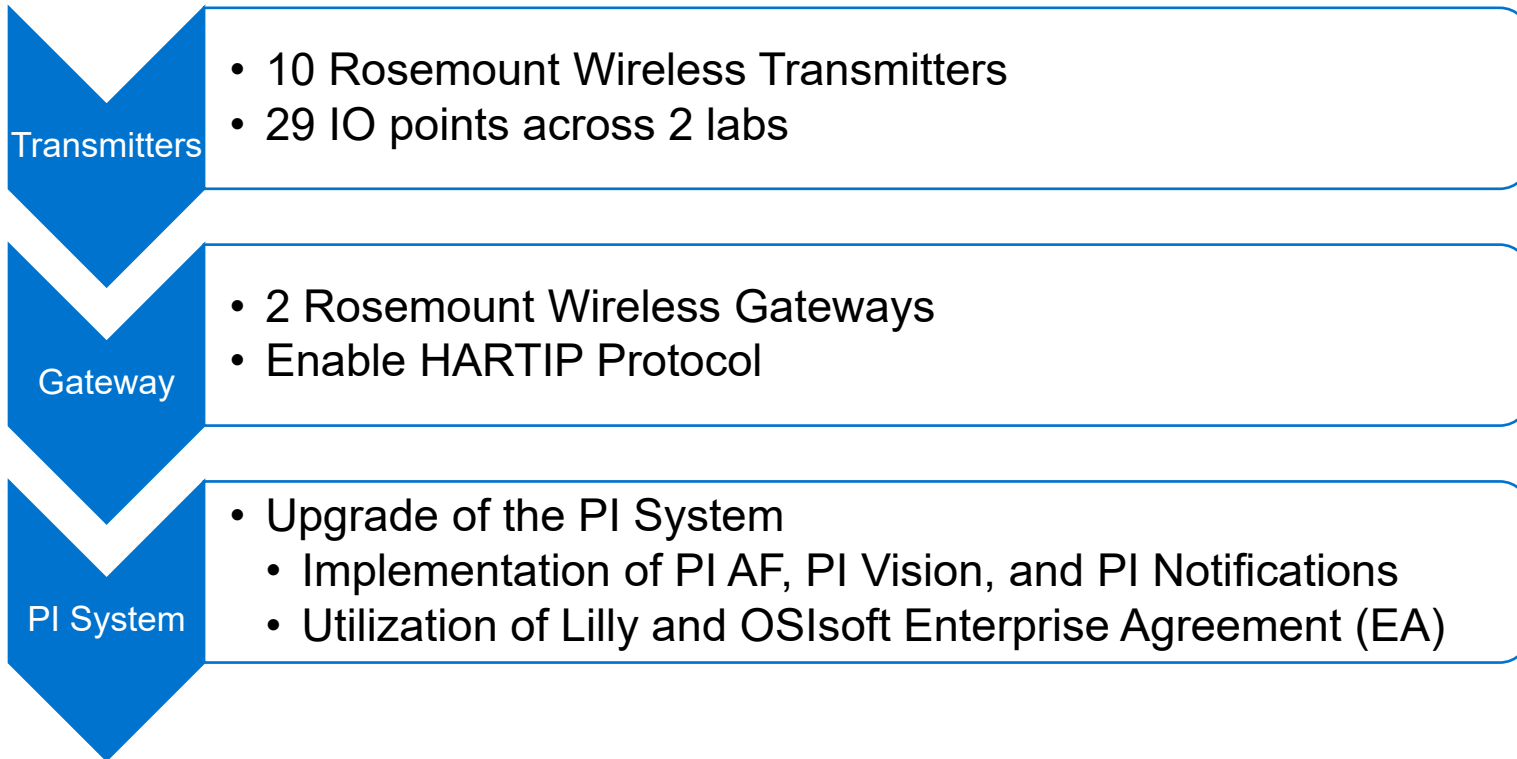 Transmitters
• 10 Rosemount Wireless Transmitters
• 29 IO points across 2 labs
Gateway
• 2 Rosemount Wireless Gateways
• Enable HARTIP Protocol
PI System
• Upgrade of the PI System
• Implementation of PI AF, PI Vision, and PI Notifications
• Utilization of Lilly and OSIsoft Enterprise Agreement (EA)